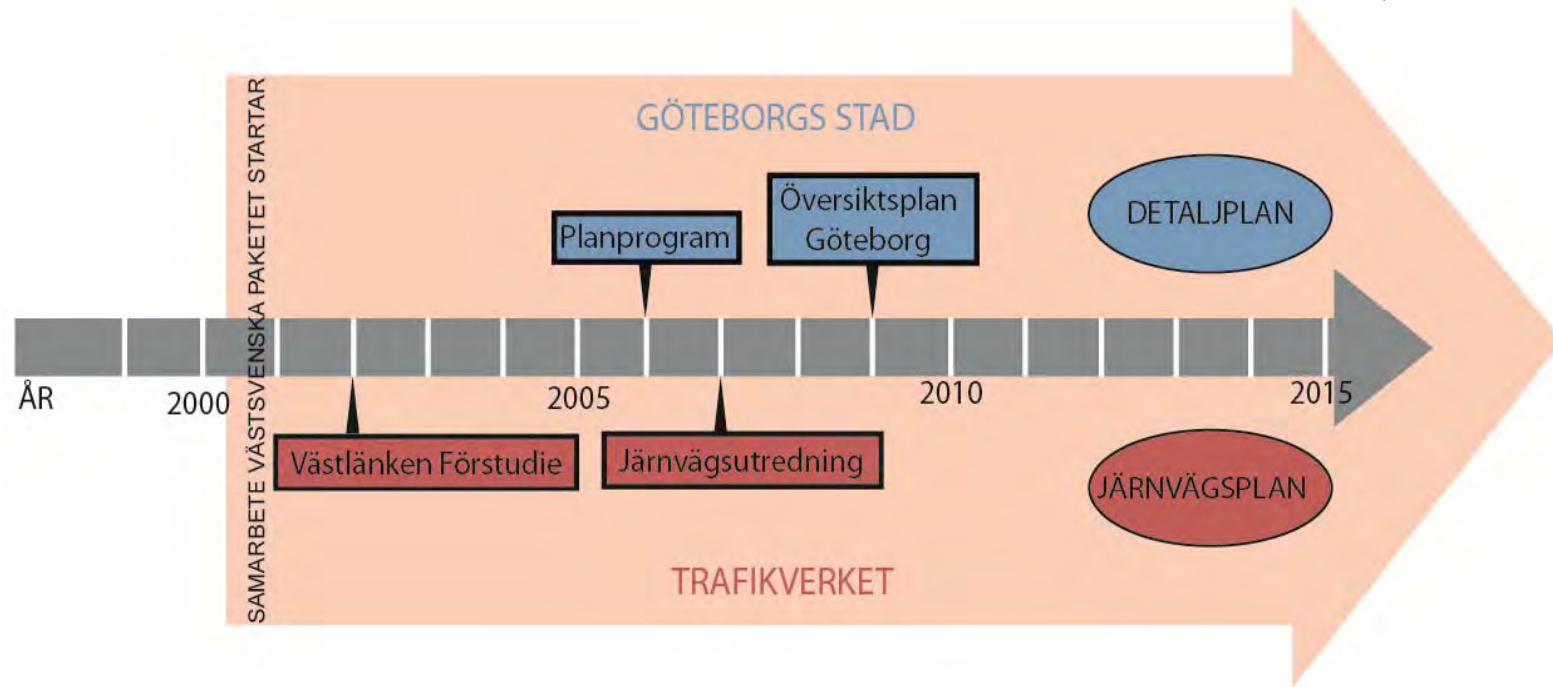 SAMARBETE VÄSTSVENSKA PAKETET STARTAR
GÖTEBORGS STAD
Planprogram
Översiktsplan
Göteborg
DETALJPLAN
ÅR
2000
2005
2010
2015
Västlänken Förstudie
Järnvägsutredning
JÄRNVÄGSPLAN
TRAFIKVERKET